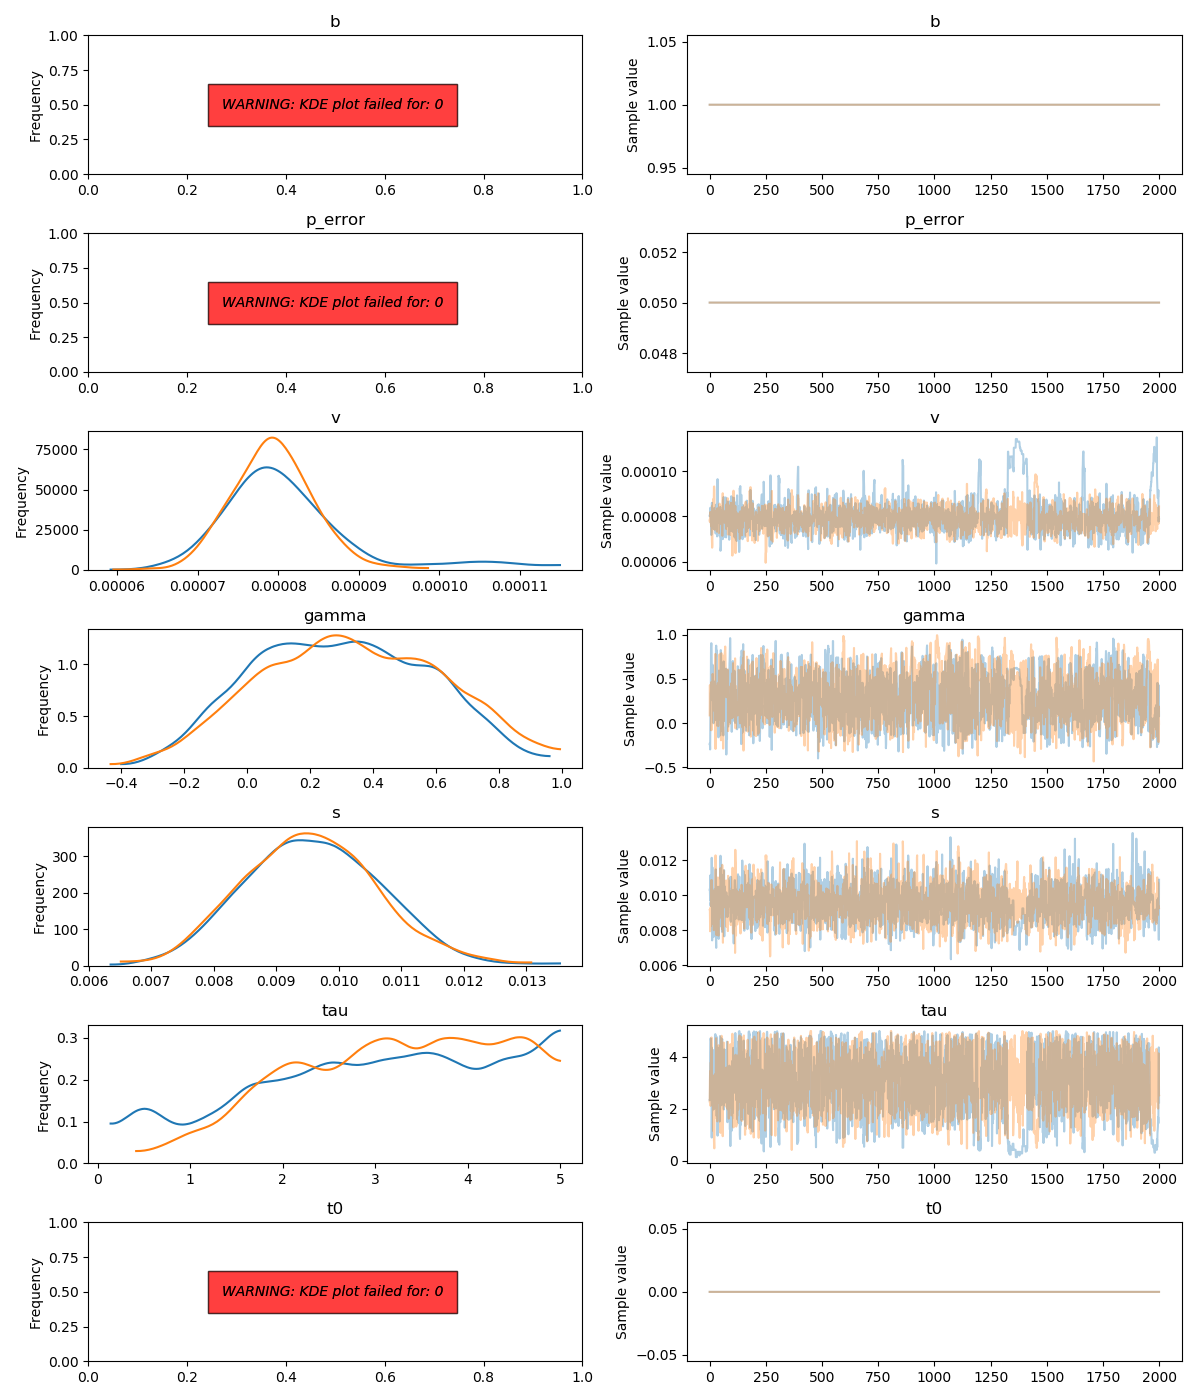 b
Frequency
1.00
0.75
0.50
0.25
0.00
WARNING: KDE plot failed for: 0
0.0 0.2 0.4 0.6 0.8 1.0
b
Sample value
1.05
1.00
0.95
0 250 500 750 1000 1250 1500 1750 2000
p_error
Frequency
1.00
0.75
0.50
0.25
0.00
WARNING: KDE plot failed for: 0
0.0 0.2 0.4 0.6 0.8 1.0
p_error
Sample value
0.052
0.050
0.048
0 250 500 750 1000 1250 1500 1750 2000
v
Frequency
75000
50000
25000
0
0.00006 0.00007 0.00008 0.00009 0.00010 0.00011
v
Sample value
0.00010
0.00008
0.00006
0 250 500 750 1000 1250 1500 1750 2000
gamma
Frequency
1.0
0.5
0.0
−0.4 −0.2 0.0 0.2 0.4 0.6 0.8 1.0
gamma
Sample value
1.0
0.5
0.0
−0.5
0 250 500 750 1000 1250 1500 1750 2000
s
Frequency
300
200
100
0
0.006 0.007 0.008 0.009 0.010 0.011 0.012 0.013
s
Sample value
0.012
0.010
0.008
0.006
0 250 500 750 1000 1250 1500 1750 2000
tau
Frequency
0.3
0.2
0.1
0.0
0 1 2 3 4 5
tau
Sample value
4
2
0
0 250 500 750 1000 1250 1500 1750 2000
t0
Frequency
1.00
0.75
0.50
0.25
0.00
WARNING: KDE plot failed for: 0
0.0 0.2 0.4 0.6 0.8 1.0
t0
Sample value
0.05
0.00
−0.05
0 250 500 750 1000 1250 1500 1750 2000